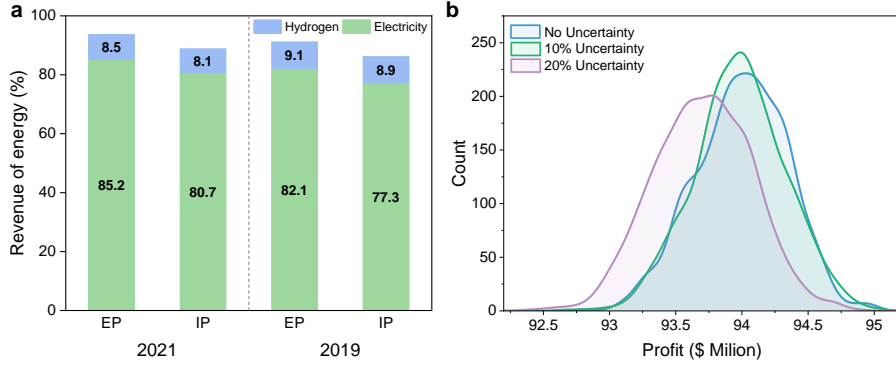 a
Hydrogen
Electricity
Revenue of energy (%)
100
80
60
40
20
0
8.5
8.1
9.1
8.9
85.2
80.7
82.1
77.3
EP
IP
EP
IP
2021
2019
b
No Uncertainty
10% Uncertainty
20% Uncertainty
Count
250
200
150
100
50
0
92.5
93
93.5
94
94.5
95
Profit ($ Milion)